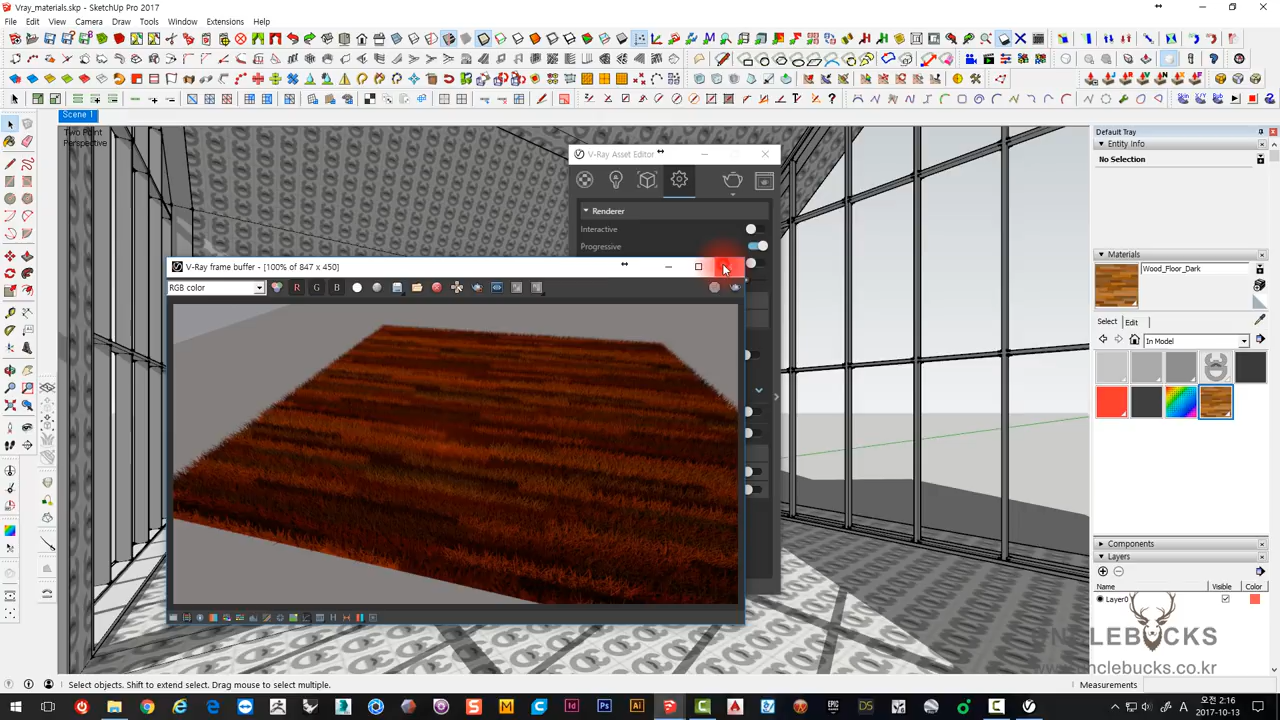 Vray_materials.skp - SketchUp Pro 2017
File Edit View Camera Draw Tools Window Extensions Help
Scene 1
Two Point
Perspective
V-Ray Asset Editor
Renderer
Interactive
Progressive
V-Ray frame buffer - [100% of 847 x 450]
RGB color
R G B
Default Tray
Entity Info
No Selection
Materials
Wood_Floor_Dark
Select Edit
In Model
Components
Layers
Name Visible Color
Layer0
UNCLEBUCKS
www.unclebucks.co.kr
Select objects. Shift to extend select. Drag mouse to select multiple.
Measurements
오전 2:16
2017-10-13